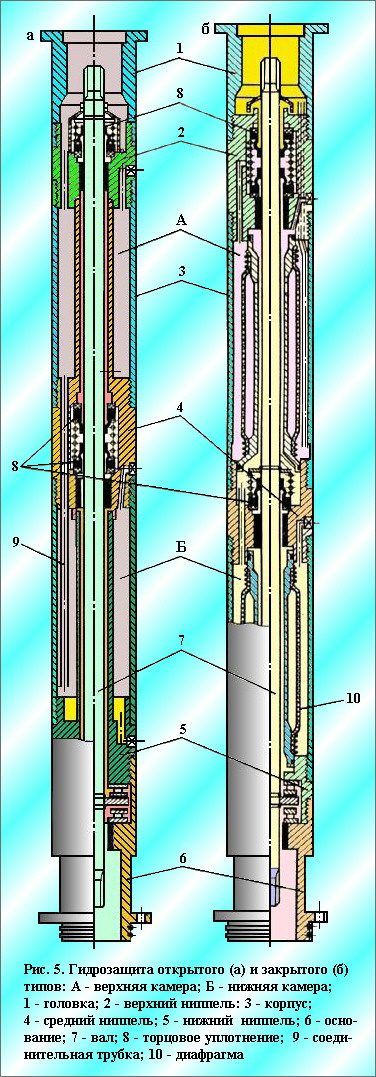 а
б
1
8
2
А
3
4
8
9
Б
7
10
5
6
Рис. 5. Гидрозащита открытого (а) и закрытого (б)
типов: А - верхняя камера; Б - нижняя камера;
1 - головка; 2 - верхний ниппель: 3 - корпус;
4 - средний ниппель; 5 - нижний ниппель; 6 - осно-
вание; 7 - вал; 8 - торцовое уплотнение; 9 - соеди-
нительная трубка; 10 - диафрагма